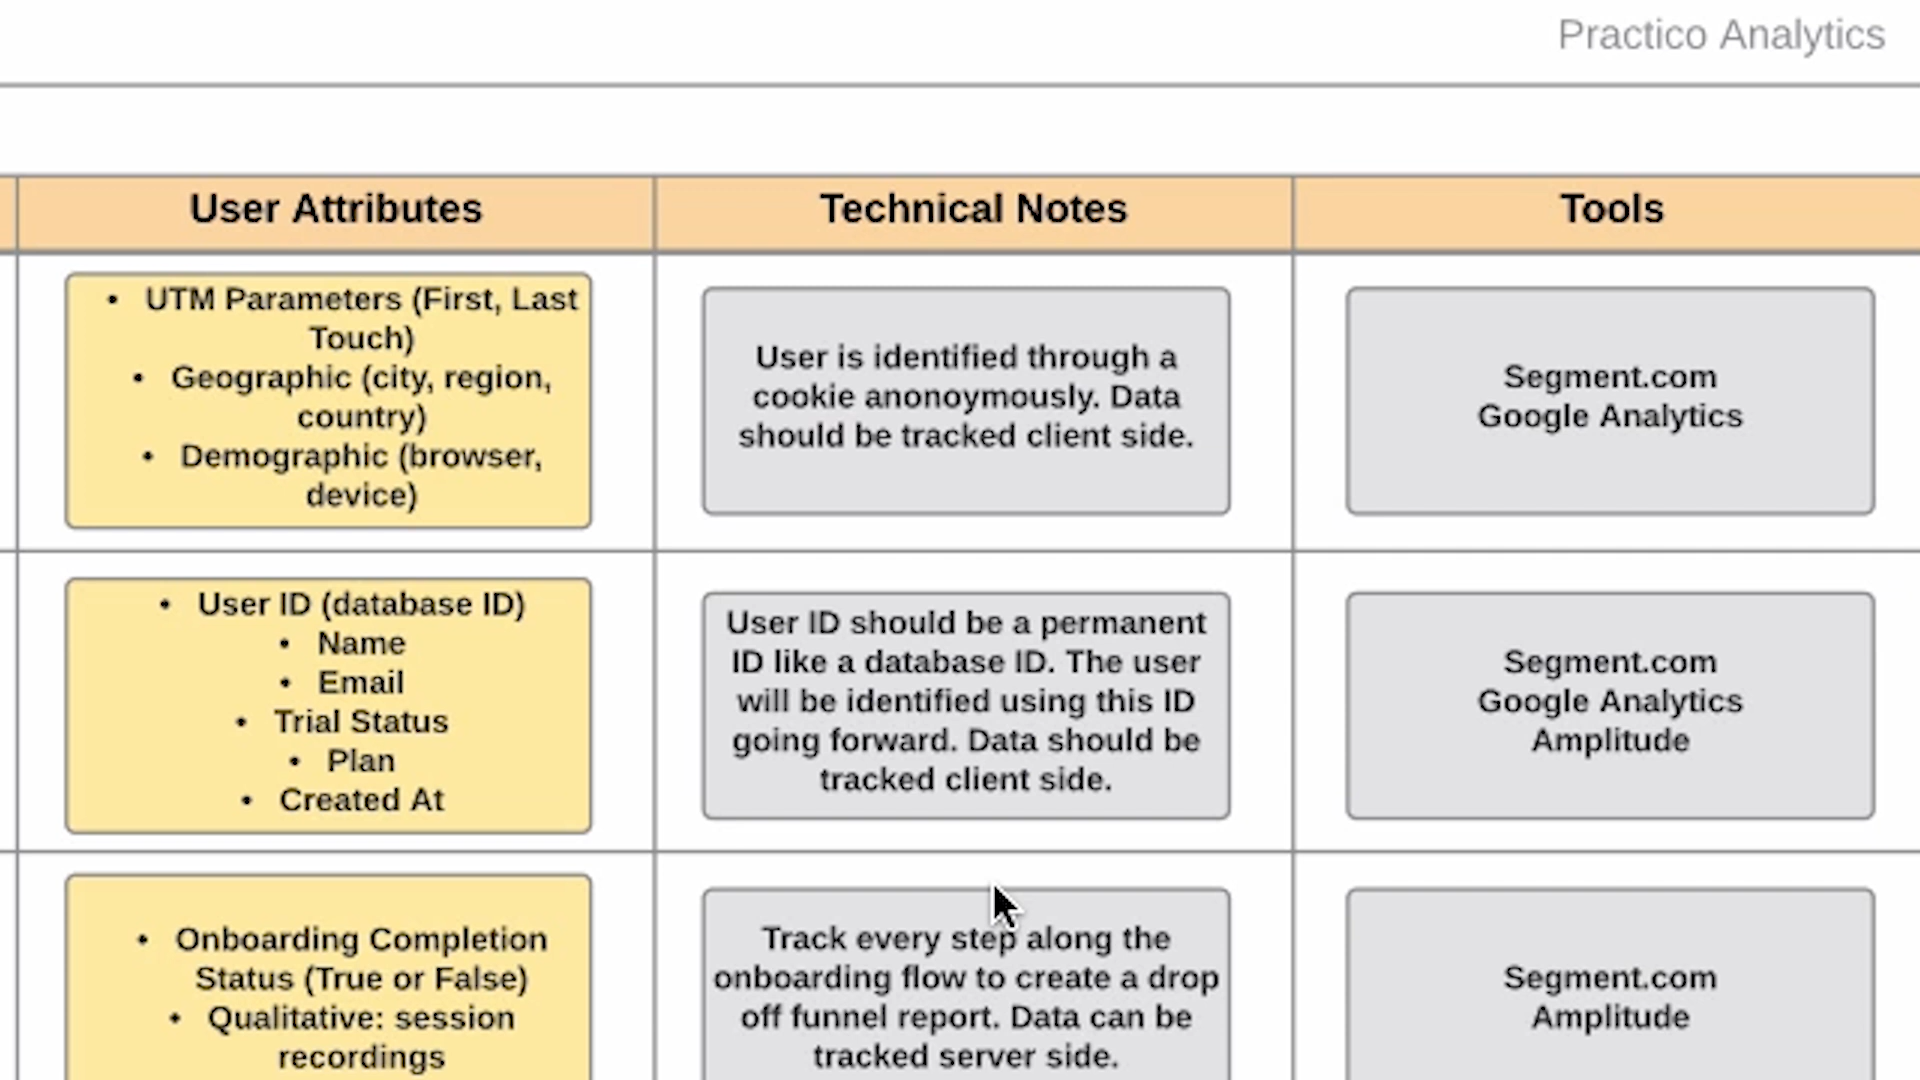 Practico Analytics
User Attributes
Technical Notes
Tools
• UTM Parameters (First, Last
Touch)
• Geographic (city, region,
country)
• Demographic (browser,
device)
User is identified through a
cookie anonoymously. Data
should be tracked client side.
Segment.com
Google Analytics
• User ID (database ID)
• Name
• Email
• Trial Status
• Plan
• Created At
User ID should be a permanent
ID like a database ID. The user
will be identified using this ID
going forward. Data should be
tracked client side.
Segment.com
Google Analytics
Amplitude
• Onboarding Completion
Status (True or False)
• Qualitative: session
recordings
Track every step along the
onboarding flow to create a drop
off funnel report. Data can be
tracked server side.
Segment.com
Amplitude